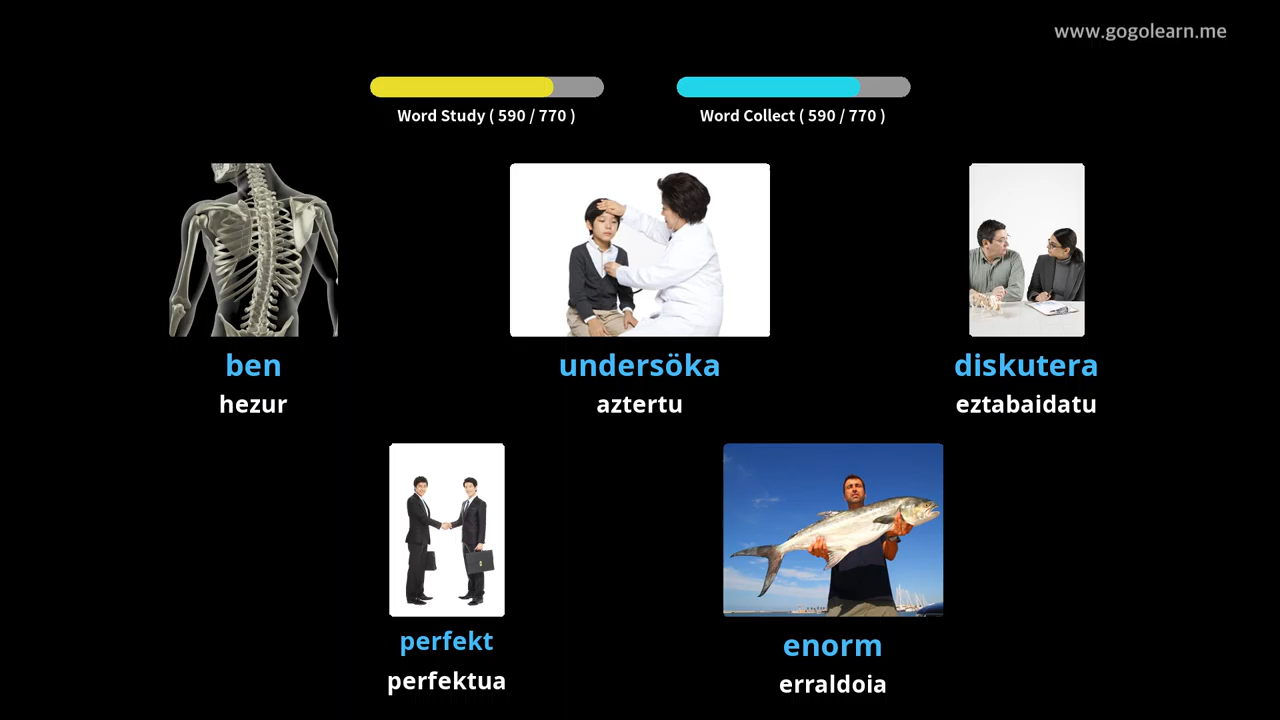 www.gogolearn.me
Word Study ( 590 / 770 )
Word Collect ( 590 / 770 )
ben
hezur
undersöka
aztertu
diskutera
eztabaidatu
perfekt
perfektua
enorm
erraldoia